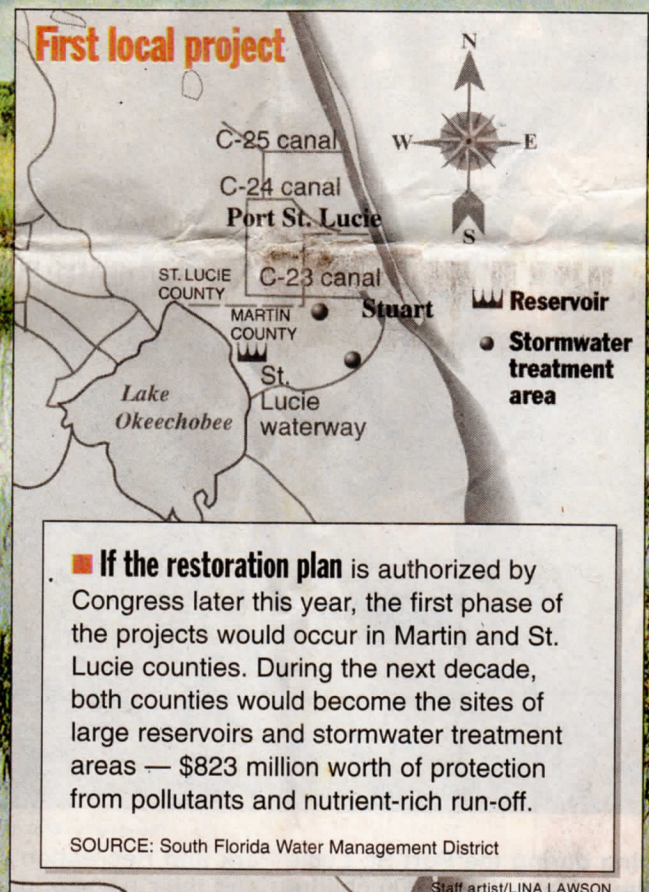 First local project
N
W
E
S
C-25 canal
C-24 canal
Port St. Lucie
ST. LUCIE
COUNTY
C-23 canal
MARTIN
COUNTY
Stuart
St.
Lucie
waterway
Lake
Okeechobee
Reservoir
Stormwater
treatment
area
If the restoration plan is authorized by
Congress later this year, the first phase of
the projects would occur in Martin and St.
Lucie counties. During the next decade,
both counties would become the sites of
large reservoirs and stormwater treatment
areas — $823 million worth of protection
from pollutants and nutrient-rich run-off.
SOURCE: South Florida Water Management District
Staff artist/LINA LAWSON